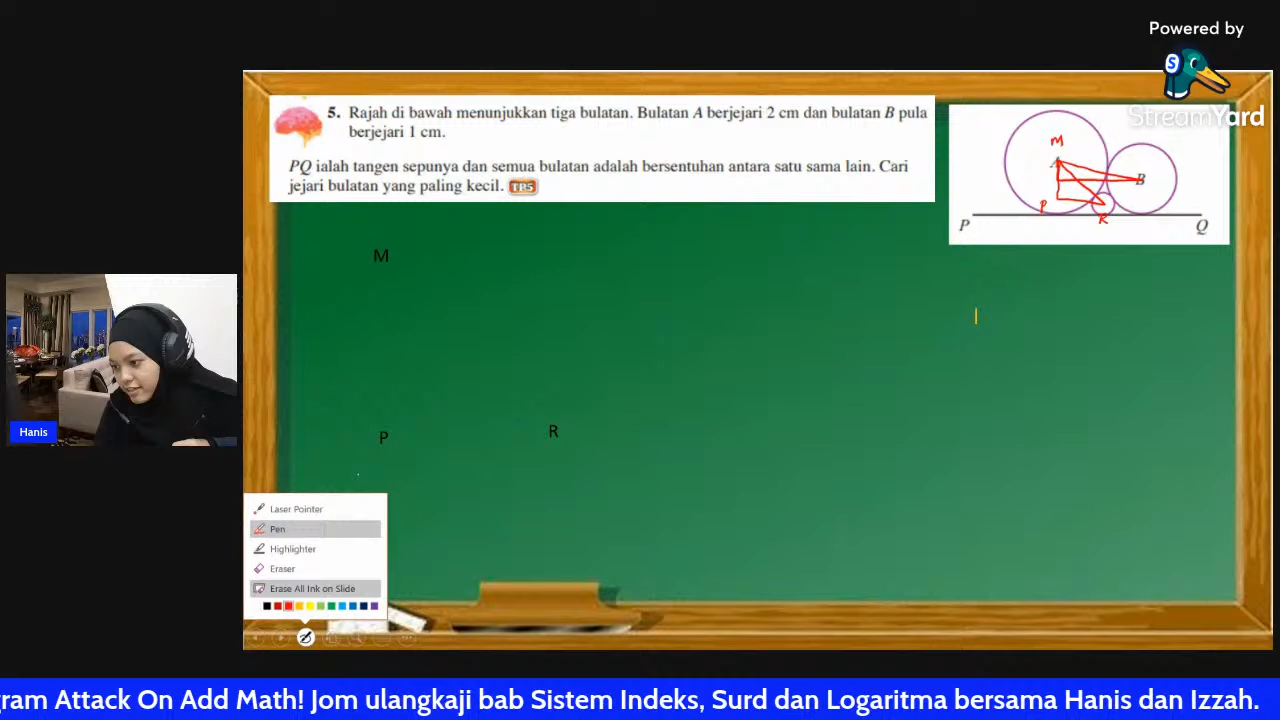 Powered by
S
StreamYard
5. Rajah di bawah menunjukkan tiga bulatan. Bulatan A berjejari 2 cm dan bulatan B pula
berjejari 1 cm.
PQ ialah tangen sepunya dan semua bulatan adalah bersentuhan antara satu sama lain. Cari
jejari bulatan yang paling kecil. TP5
M
A
B
P
R
P
Q
M
P
R
Hanis
Laser Pointer
Pen
Highlighter
Eraser
Erase All Ink on Slide
gram Attack On Add Math! Jom ulangkaji bab Sistem Indeks, Surd dan Logaritma bersama Hanis dan Izzah.